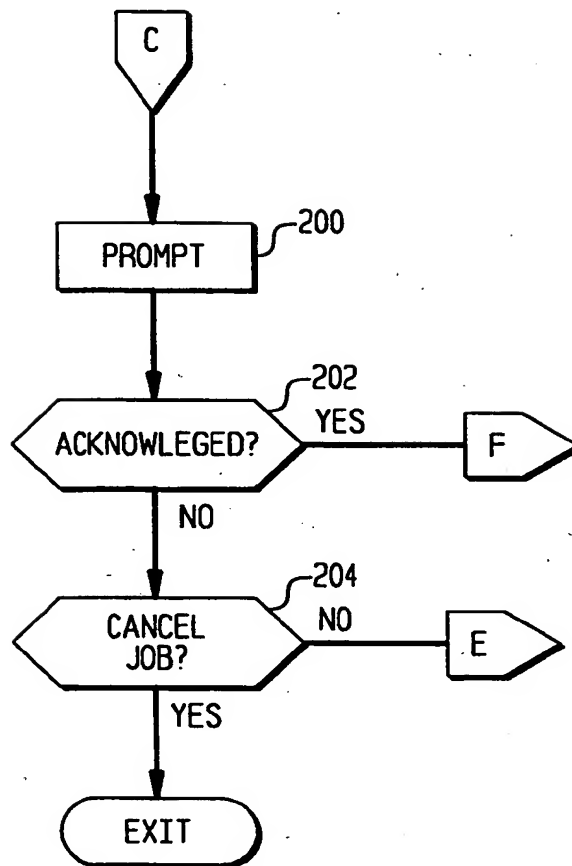 C
200
PROMPT
202
ACKNOWLEGED?
YES
F
NO
204
CANCEL
JOB?
NO
E
YES
EXIT